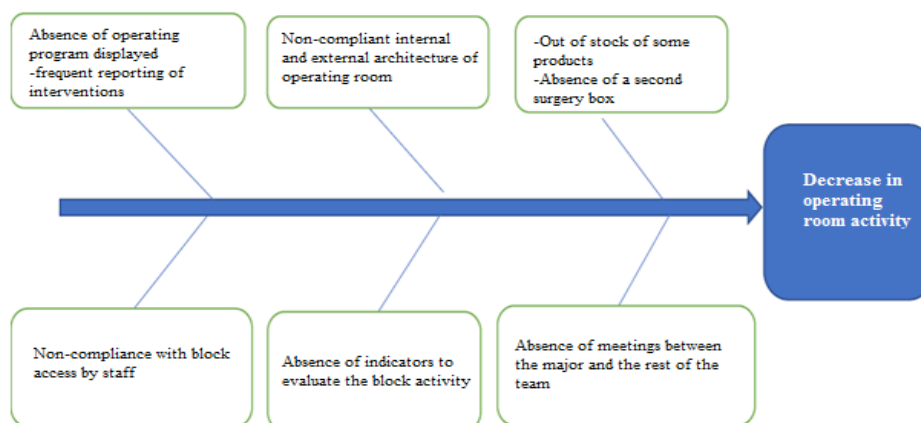 Absence of operating
program displayed
-frequent reporting of
interventions
Non-compliant internal
and external architecture of
operating room
-Out of stock of some
products
-Absence of a second
surgery box
Decrease in
operating
room activity
Non-compliance with block
access by staff
Absence of indicators to
evaluate the block activity
Absence of meetings between
the major and the rest of the
team